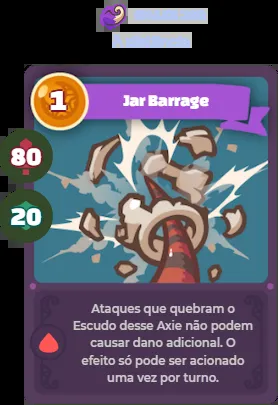 1
Jar Barrage
80
20
Ataques que quebram o
Escudo desse Axie não podem
causar dano adicional. O
efeito só pode ser acionado
uma vez por turno.